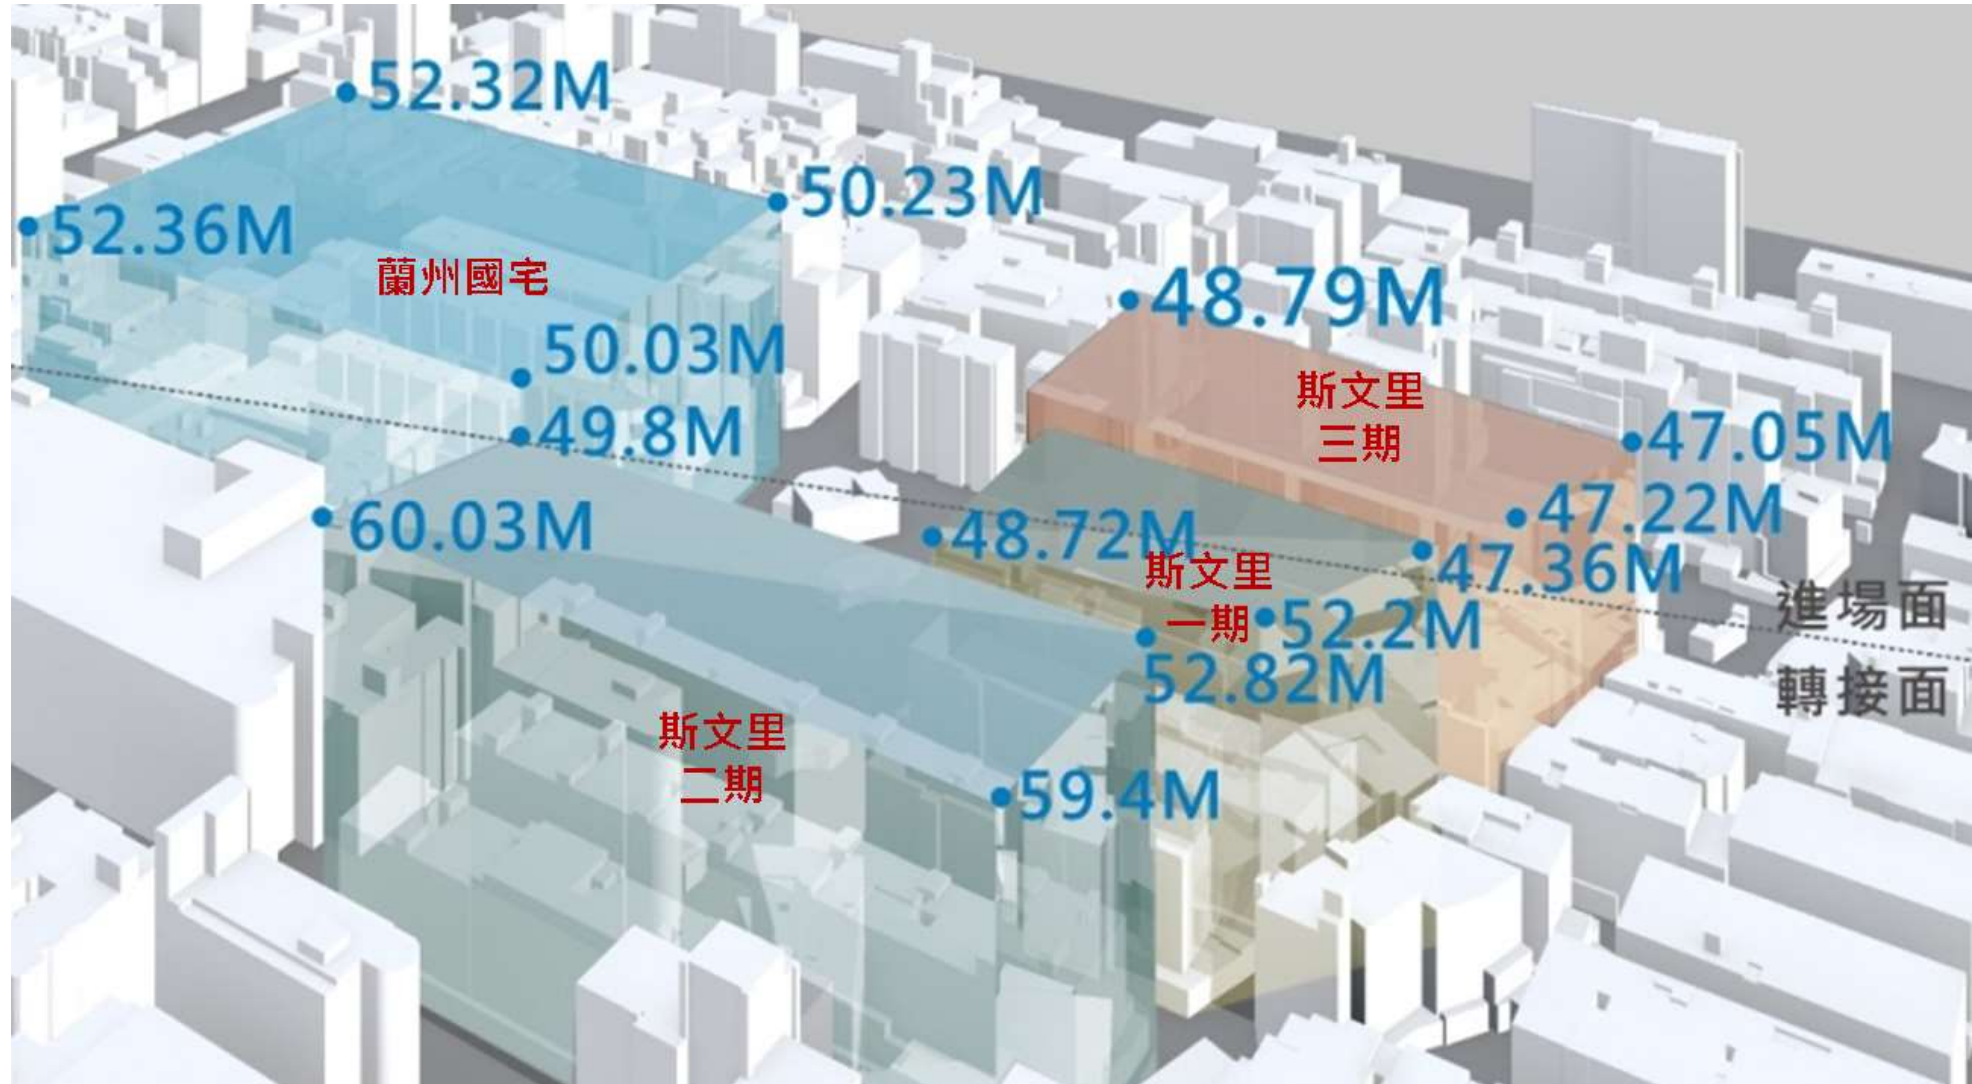 52.32M
50.23M
52.36M
蘭州國宅
48.79M
50.03M
斯文里
三期
49.8M
47.05M
60.03M
47.22M
48.72M
47.36M
斯文里
一期
進場面
52.2M
52.82M
轉接面
斯文里
二期
59.4M